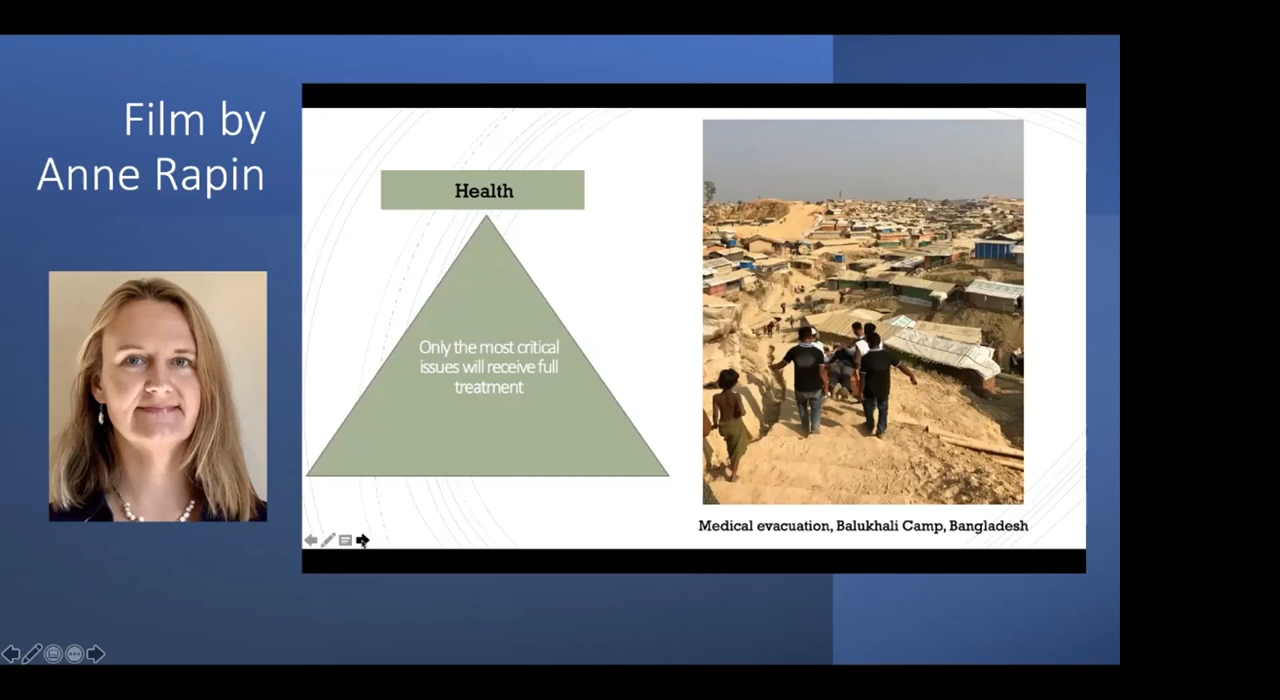 Film by
Anne Rapin
Health
Only the most critical
issues will receive full
treatment
Medical evacuation, Balukhali Camp, Bangladesh